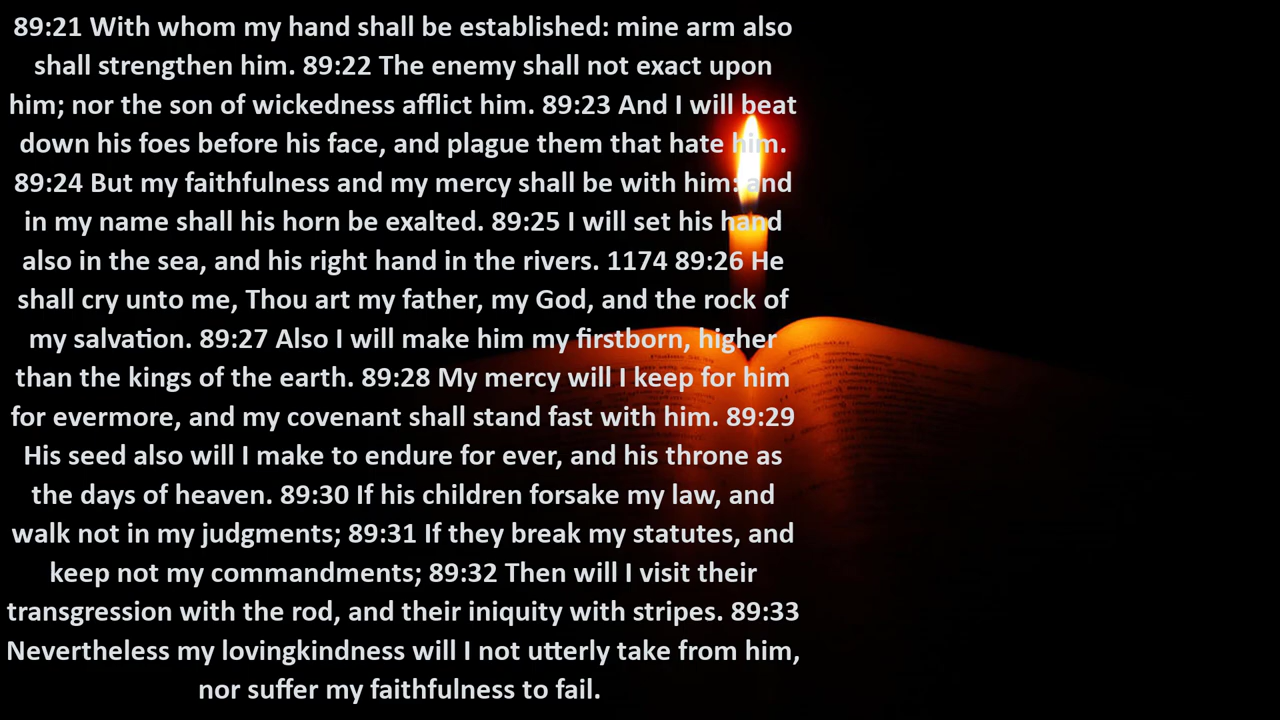 89:21 With whom my hand shall be established: mine arm also
shall strengthen him. 89:22 The enemy shall not exact upon
him; nor the son of wickedness afflict him. 89:23 And I will beat
down his foes before his face, and plague them that hate him.
89:24 But my faithfulness and my mercy shall be with him: and
in my name shall his horn be exalted. 89:25 I will set his hand
also in the sea, and his right hand in the rivers. 1174 89:26 He
shall cry unto me, Thou art my father, my God, and the rock of
my salvation. 89:27 Also I will make him my firstborn, higher
than the kings of the earth. 89:28 My mercy will I keep for him
for evermore, and my covenant shall stand fast with him. 89:29
His seed also will I make to endure for ever, and his throne as
the days of heaven. 89:30 If his children forsake my law, and
walk not in my judgments; 89:31 If they break my statutes, and
keep not my commandments; 89:32 Then will I visit their
transgression with the rod, and their iniquity with stripes. 89:33
Nevertheless my lovingkindness will I not utterly take from him,
nor suffer my faithfulness to fail.